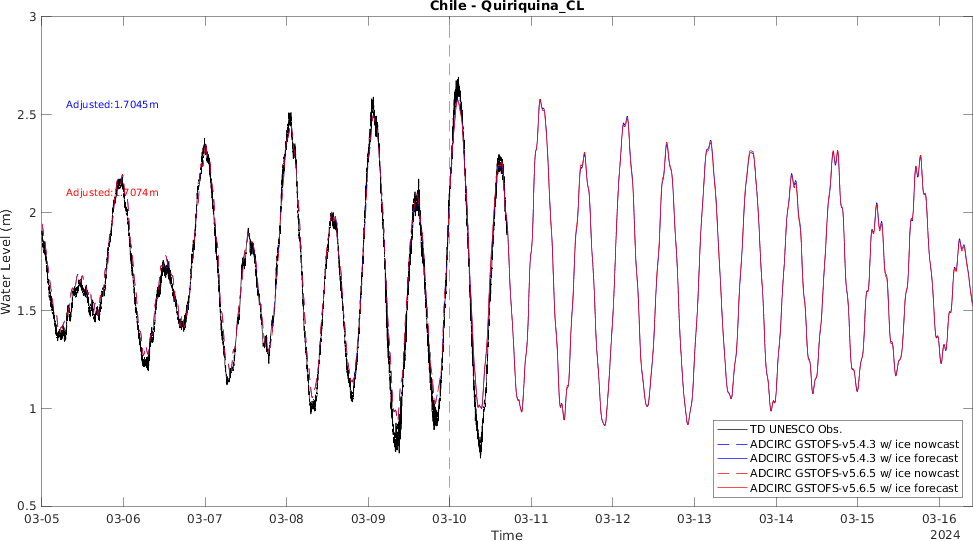 Chile - Quiriquina_CL
3
2.5
2
1.5
1
0.5
Water Level (m)
Adjusted:1.7045m
Adjusted:1.7074m
TD UNESCO Obs.
ADCIRC GSTOFS-v5.4.3 w/ ice nowcast
ADCIRC GSTOFS-v5.4.3 w/ ice forecast
ADCIRC GSTOFS-v5.6.5 w/ ice nowcast
ADCIRC GSTOFS-v5.6.5 w/ ice forecast
03-05 03-06 03-07 03-08 03-09 03-10 03-11 03-12 03-13 03-14 03-15 03-16
Time
2024